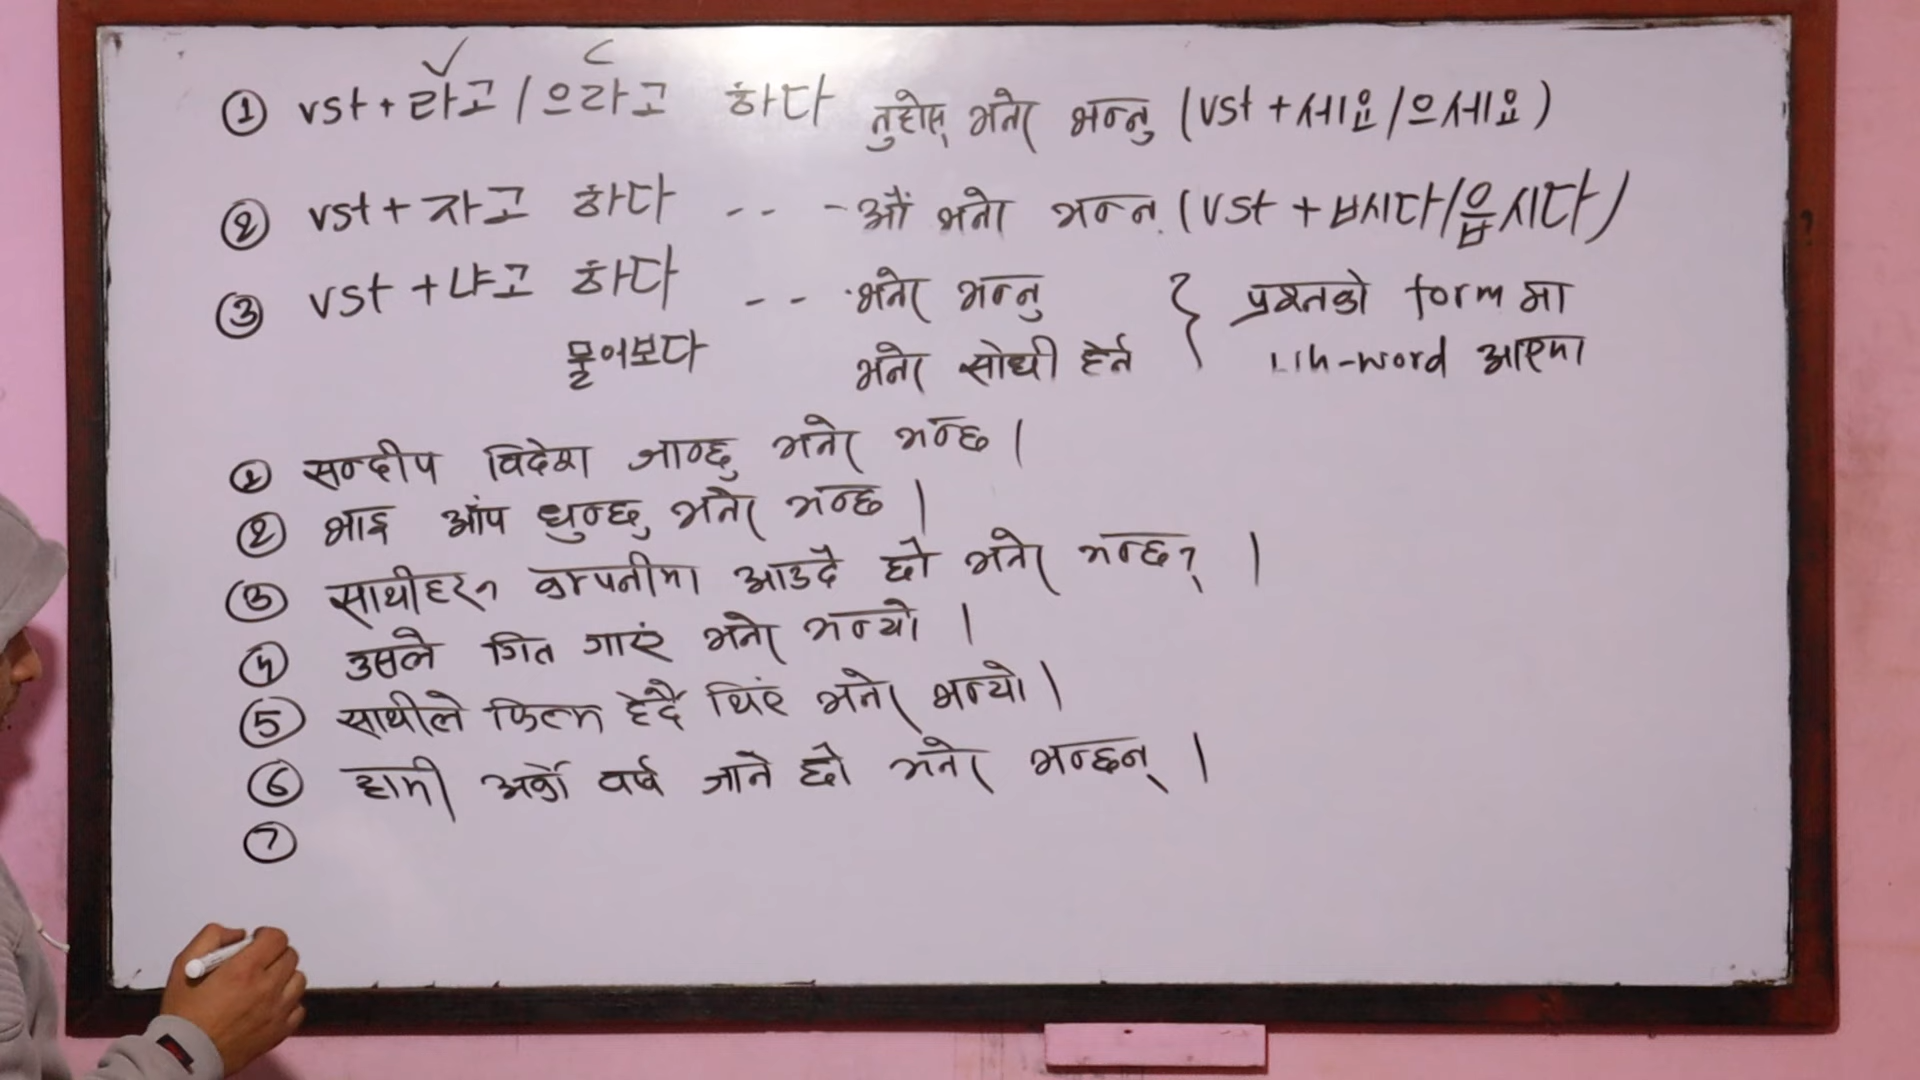 ① vst + 라고 / 으라고 하다 नुहोस् भनेर भन्नु (vst + 세요 / 으세요)
② vst + 자고 하다 -- - औं भनेर भन्नु (vst + ㅂ시다/읍시다)
③ vst + 냐고 하다 -- भनेर भन्नु } प्रश्नको form मा
물어보다 भनेर सोधी हेर्नु wh-word आएमा
① सन्दीप विदेश जान्छु भनेर भन्छ ।
② भाइ आँप धुन्छु भनेर भन्छ ।
③ साथीहरु कम्पनीमा आउदै छौ भनेर भन्छन् ।
④ उसले गित गाएं भनेर भन्यो ।
⑤ साथीले फिल्म हेर्दै थिएं भनेर भन्यो ।
⑥ हामी अर्को वर्ष जाने छौ भनेर भन्छन् ।
⑦